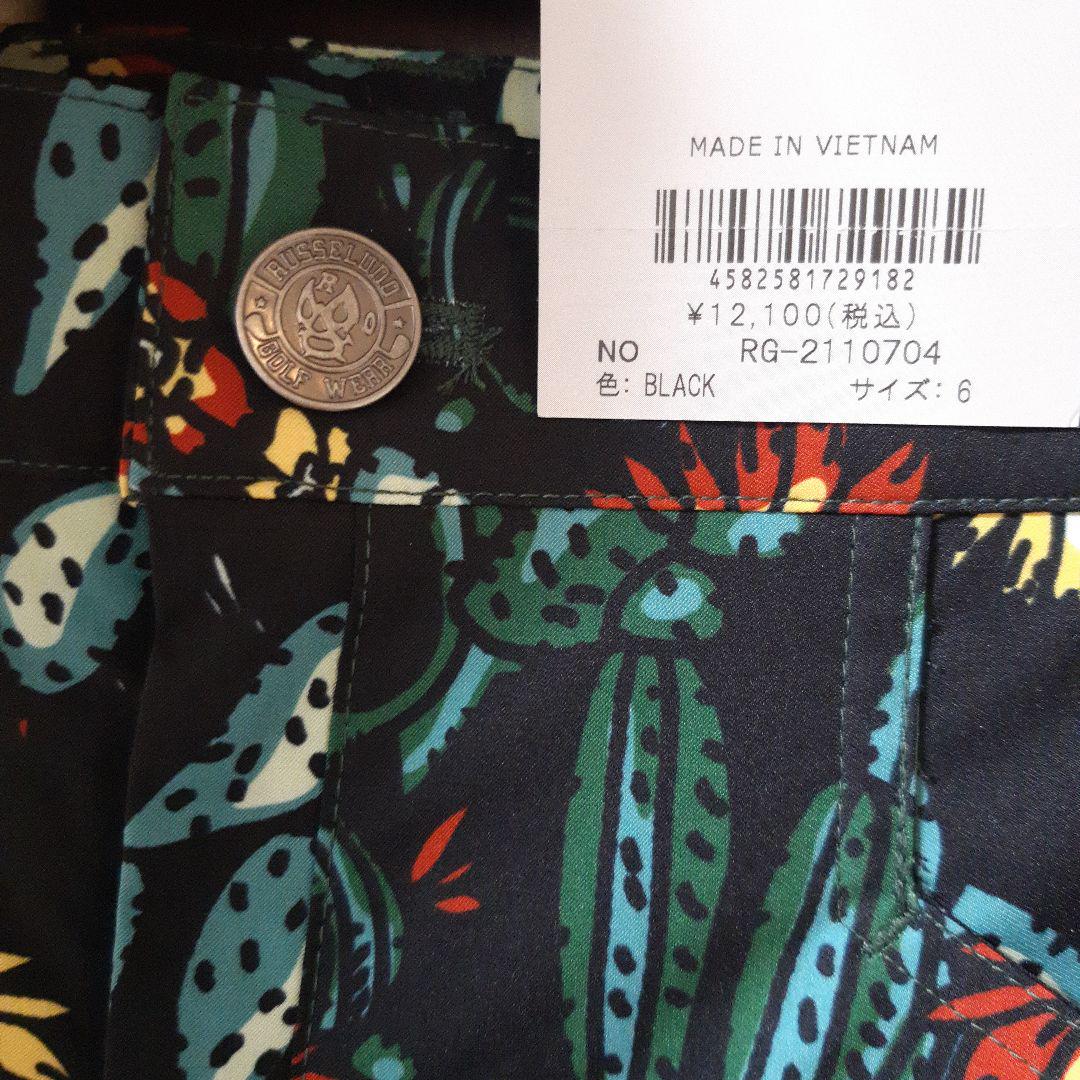 MADE IN VIETNAM
4582581729182
¥12,100(税込)
NO RG-2110704
色: BLACK サイズ: 6
RUSSELUNO
R
GOLF WEAR